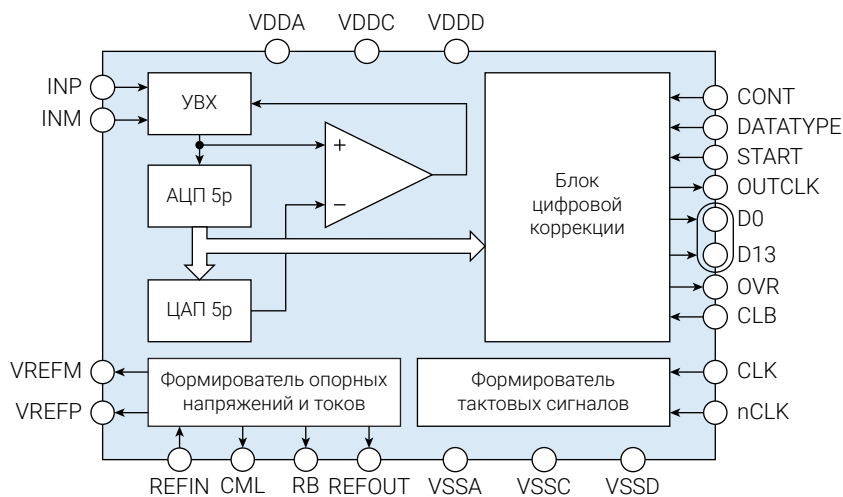 VDDA VDDC VDDD
INP
INM
УВХ
АЦП 5р
ЦАП 5р
+
−
Блок
цифровой
коррекции
CONT
DATATYPE
START
OUTCLK
D0
D13
OVR
CLB
VREFM
VREFP
Формирователь опорных
напряжений и токов
Формирователь
тактовых сигналов
CLK
nCLK
REFIN CML RB REFOUT VSSA VSSC VSSD